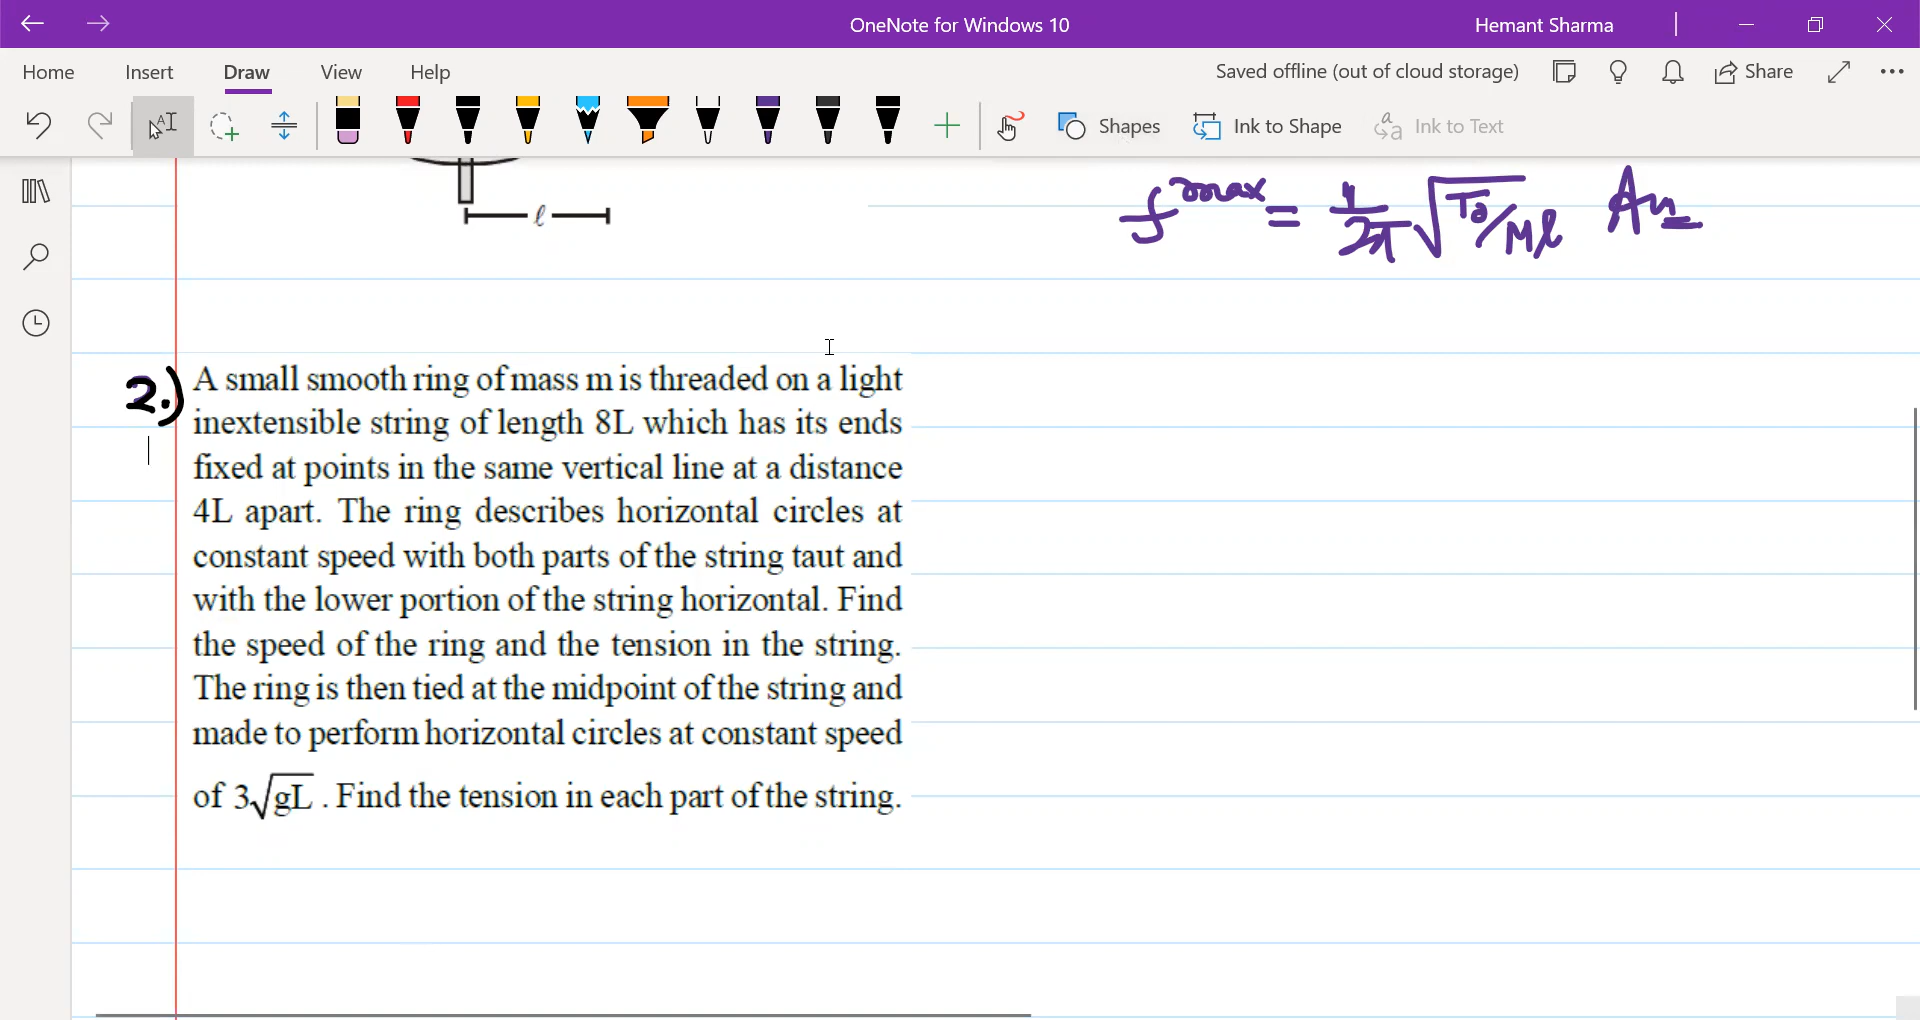 OneNote for Windows 10
Hemant Sharma
Home Insert Draw View Help
Saved offline (out of cloud storage)
Share
Shapes
Ink to Shape
Ink to Text
ℓ
f^max = 4/2π √T₀/Mℓ Ans
2.)
A small smooth ring of mass m is threaded on a light
inextensible string of length 8L which has its ends
fixed at points in the same vertical line at a distance
4L apart. The ring describes horizontal circles at
constant speed with both parts of the string taut and
with the lower portion of the string horizontal. Find
the speed of the ring and the tension in the string.
The ring is then tied at the midpoint of the string and
made to perform horizontal circles at constant speed
of 3√gL . Find the tension in each part of the string.